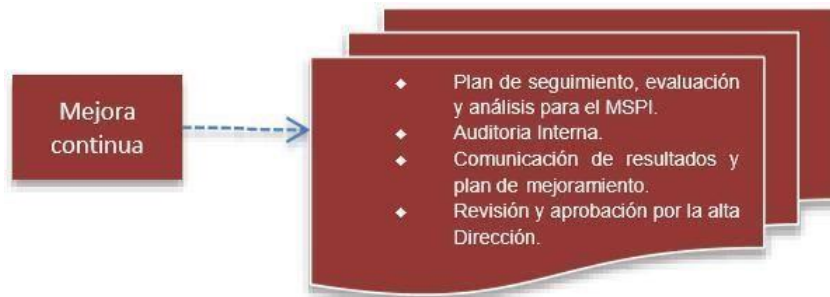 Mejora
continua
◆ Plan de seguimiento, evaluación
y análisis para el MSPI.
◆ Auditoria Interna.
◆ Comunicación de resultados y
plan de mejoramiento.
◆ Revisión y aprobación por la alta
Dirección.